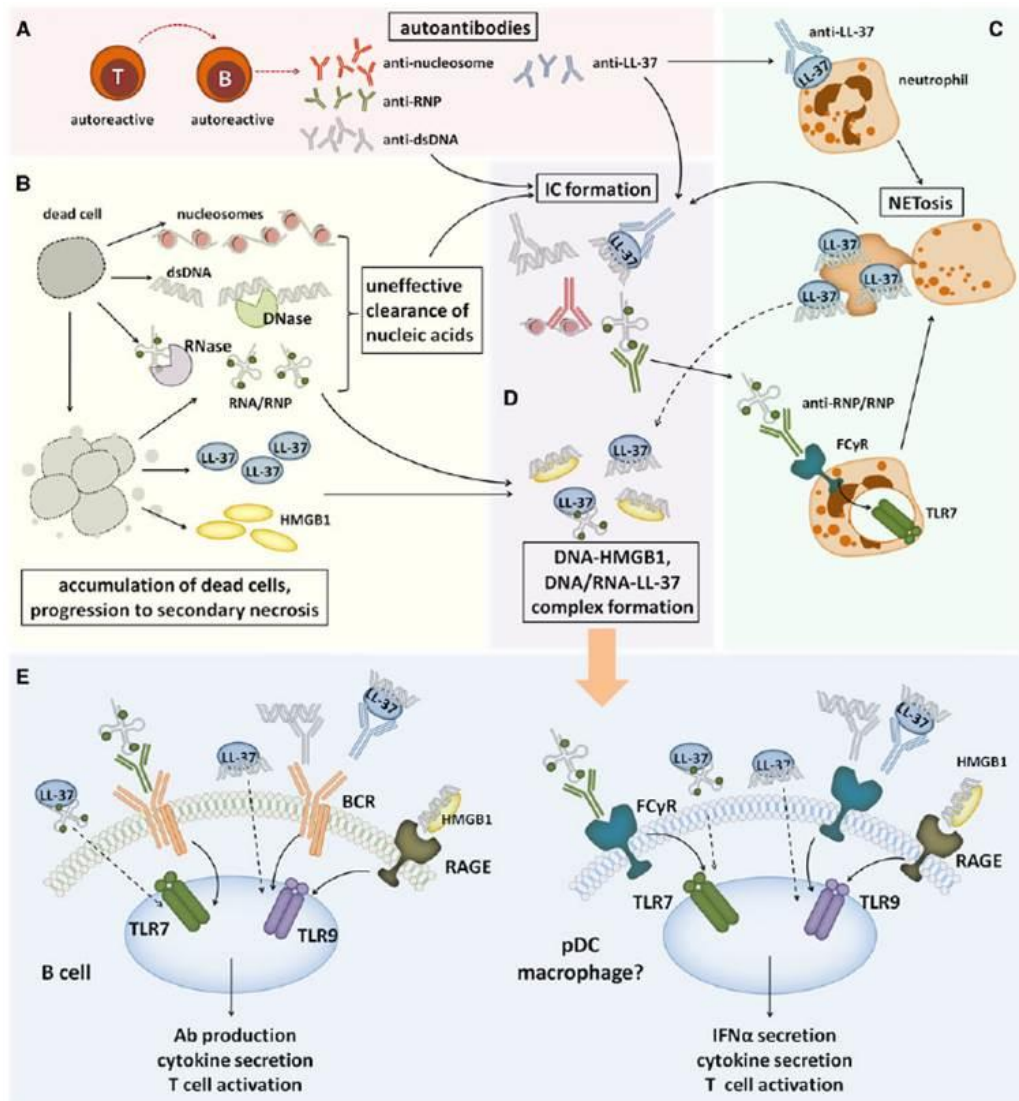 A
autoantibodies
T
B
autoreactive
autoreactive
anti-nucleosome
anti-RNP
anti-dsDNA
anti-LL-37
C
anti-LL-37
LL-37
neutrophil
NETosis
LL-37
LL-37
LL-37
anti-RNP/RNP
FCγR
TLR7
B
dead cell
nucleosomes
dsDNA
DNase
RNase
RNA/RNP
uneffective
clearance of
nucleic acids
LL-37
LL-37
LL-37
HMGB1
accumulation of dead cells,
progression to secondary necrosis
IC formation
LL-37
D
LL-37
LL-37
DNA-HMGB1,
DNA/RNA-LL-37
complex formation
E
LL-37
LL-37
LL-37
BCR
HMGB1
RAGE
TLR7
TLR9
B cell
Ab production
cytokine secretion
T cell activation
LL-37
LL-37
LL-37
HMGB1
FCγR
RAGE
TLR7
TLR9
pDC
macrophage?
IFNα secretion
cytokine secretion
T cell activation